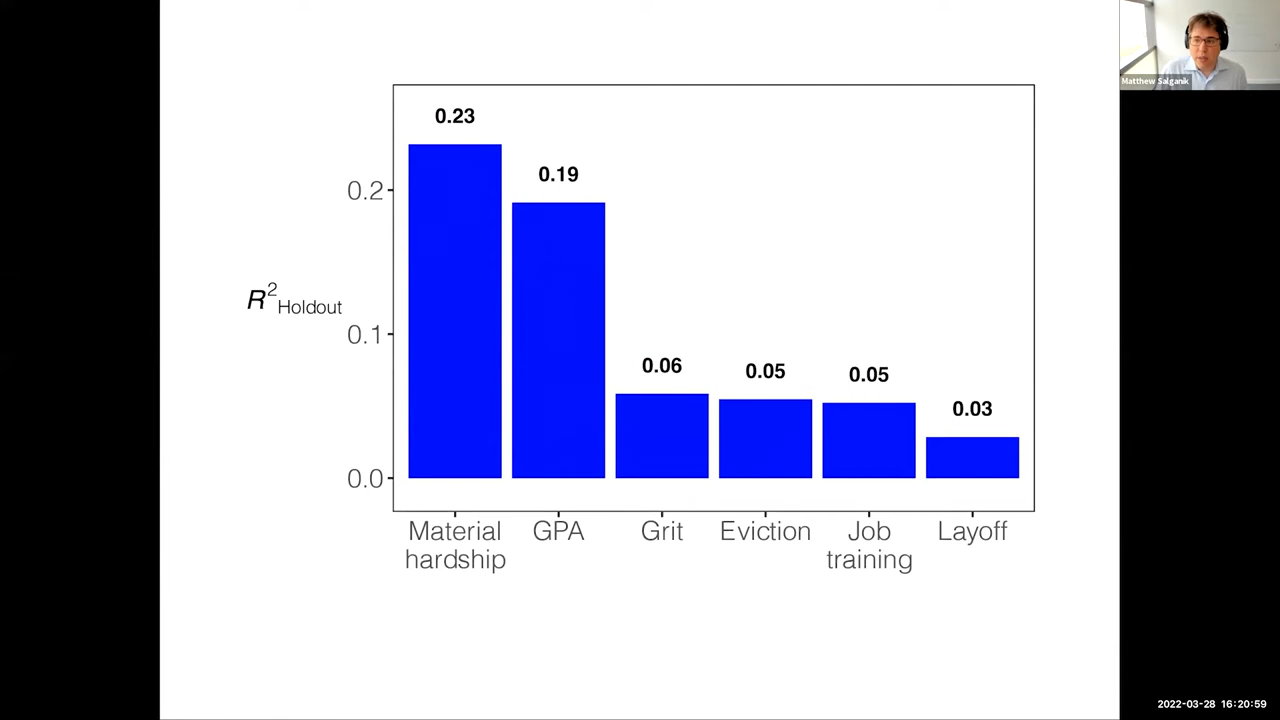 Matthew Salganik
0.23
0.19
0.2
R²Holdout
0.1
0.06
0.05
0.05
0.03
0.0
Material
hardship
GPA
Grit
Eviction
Job
training
Layoff
2022-03-28 16:20:59